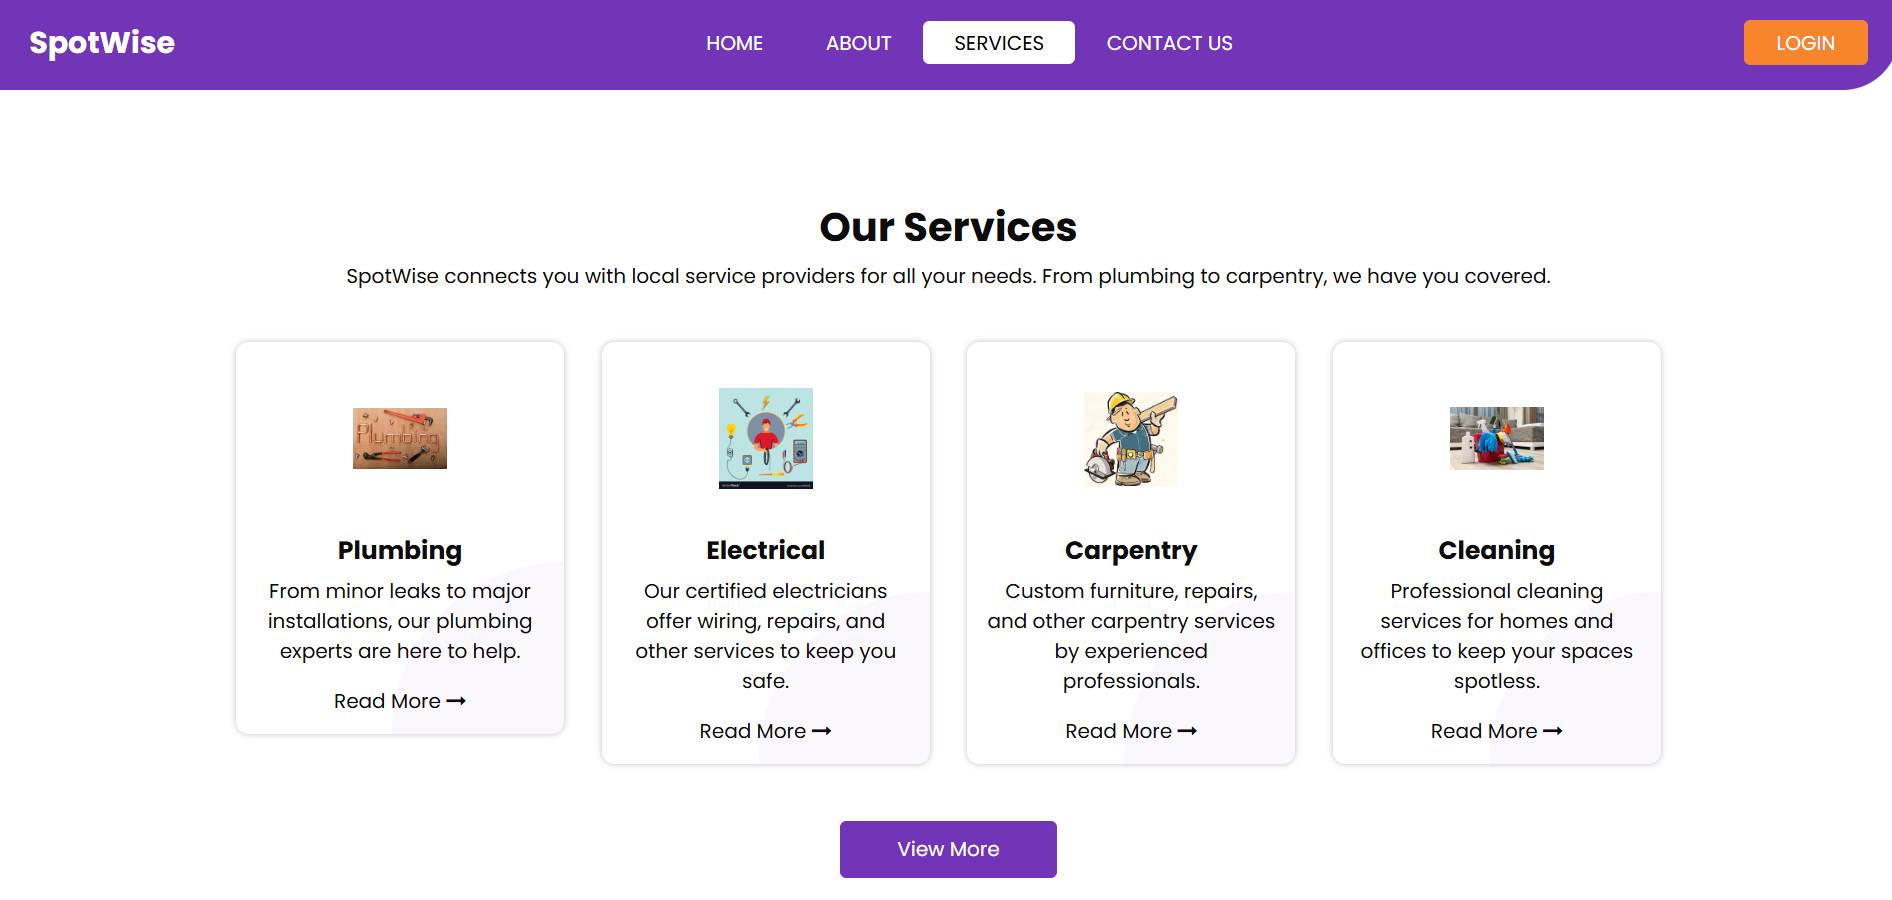 SpotWise
HOME
ABOUT
SERVICES
CONTACT US
LOGIN
Our Services
SpotWise connects you with local service providers for all your needs. From plumbing to carpentry, we have you covered.
Plumbing
Plumbing
From minor leaks to major
installations, our plumbing
experts are here to help.
Read More
Electrical
Our certified electricians
offer wiring, repairs, and
other services to keep you
safe.
Read More
Carpentry
Custom furniture, repairs,
and other carpentry services
by experienced
professionals.
Read More
Cleaning
Professional cleaning
services for homes and
offices to keep your spaces
spotless.
Read More
View More